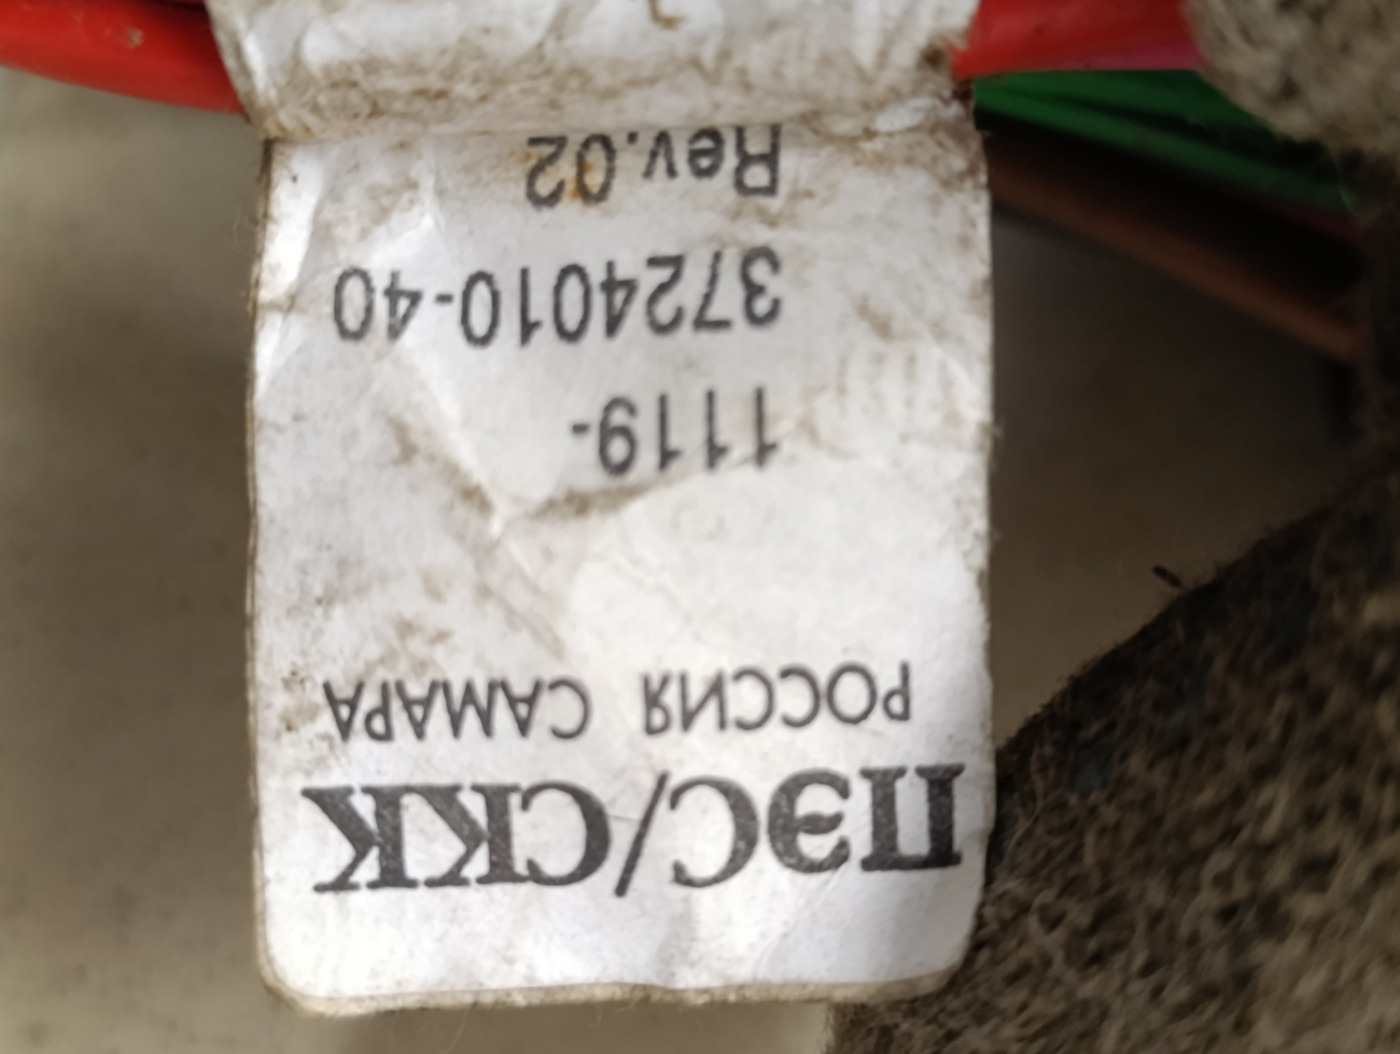 ПЭС/СКК
РОССИЯ САМАРА
1119-
3724010-40
Rev.02